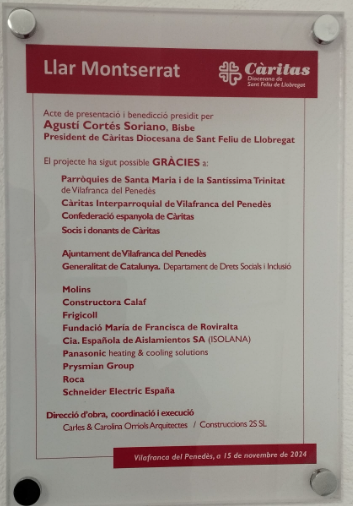 Llar Montserrat
Càritas
Diocesana de
Sant Feliu de Llobregat
Acte de presentació i benedicció presidit per
Agustí Cortés Soriano, Bisbe
President de Càritas Diocesana de Sant Feliu de Llobregat
El projecte ha sigut possible GRÀCIES a:
Parròquies de Santa Maria i de la Santíssima Trinitat
de Vilafranca del Penedès
Càritas Interparroquial de Vilafranca del Penedès
Confederació espanyola de Càritas
Socis i donants de Càritas
Ajuntament de Vilafranca del Penedès
Generalitat de Catalunya. Departament de Drets Socials i Inclusió
Molins
Constructora Calaf
Frigicoll
Fundació Maria de Francisca de Roviralta
Cia. Española de Aislamientos SA (ISOLANA)
Panasonic heating & cooling solutions
Prysmian Group
Roca
Schneider Electric España
Direcció d'obra, coordinació i execució
Carles & Carolina Orriols Arquitectes / Construccions 2S SL
Vilafranca del Penedès, a 15 de novembre de 2024